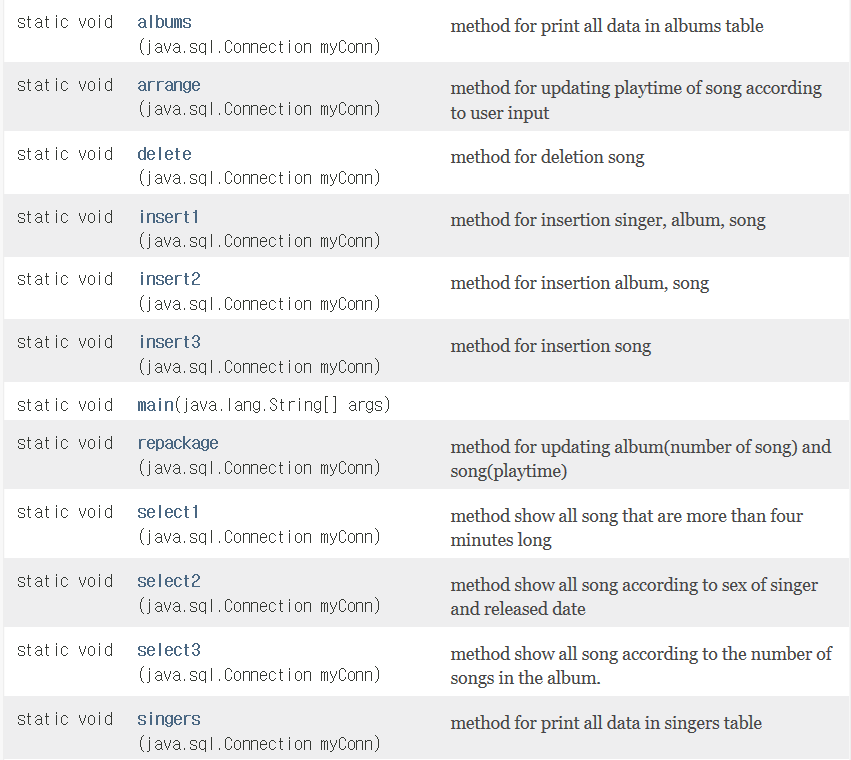 static void albums method for print all data in albums table
(java.sql.Connection myConn)
static void arrange method for updating playtime of song according
(java.sql.Connection myConn) to user input
static void delete method for deletion song
(java.sql.Connection myConn)
static void insert1 method for insertion singer, album, song
(java.sql.Connection myConn)
static void insert2 method for insertion album, song
(java.sql.Connection myConn)
static void insert3 method for insertion song
(java.sql.Connection myConn)
static void main(java.lang.String[] args)
static void repackage method for updating album(number of song) and
(java.sql.Connection myConn) song(playtime)
static void select1 method show all song that are more than four
(java.sql.Connection myConn) minutes long
static void select2 method show all song according to sex of singer
(java.sql.Connection myConn) and released date
static void select3 method show all song according to the number of
(java.sql.Connection myConn) songs in the album.
static void singers method for print all data in singers table
(java.sql.Connection myConn)